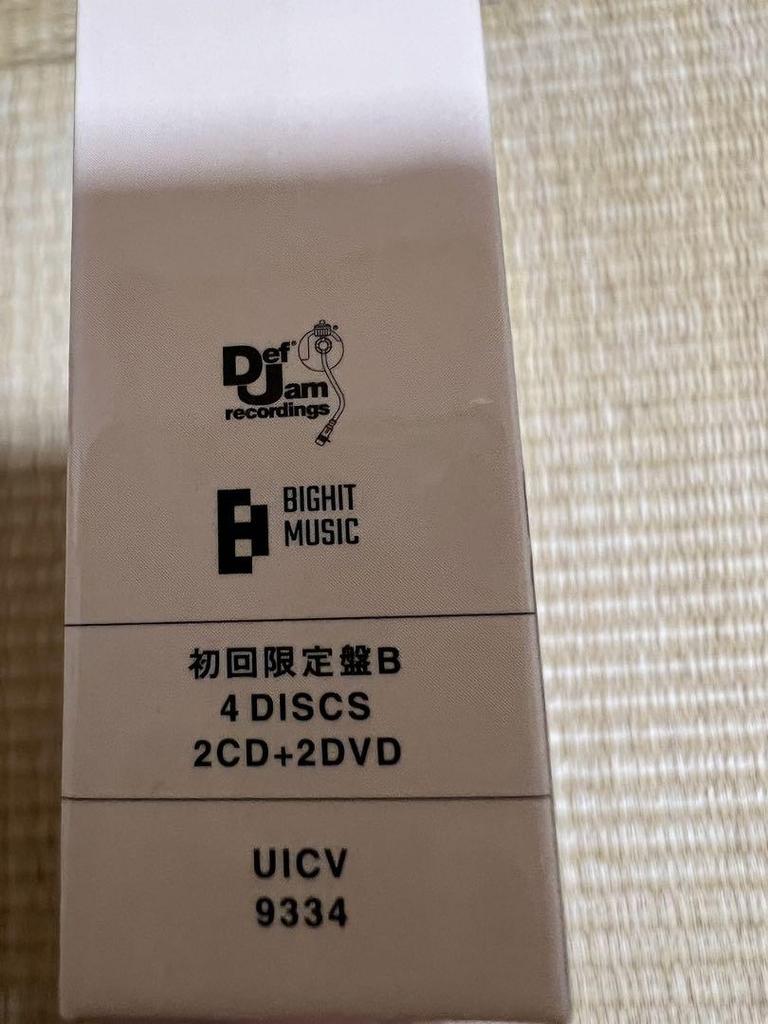 Def
Jam
recordings
BIGHIT
MUSIC
初回限定盤B
4 DISCS
2CD+2DVD
UICV
9334